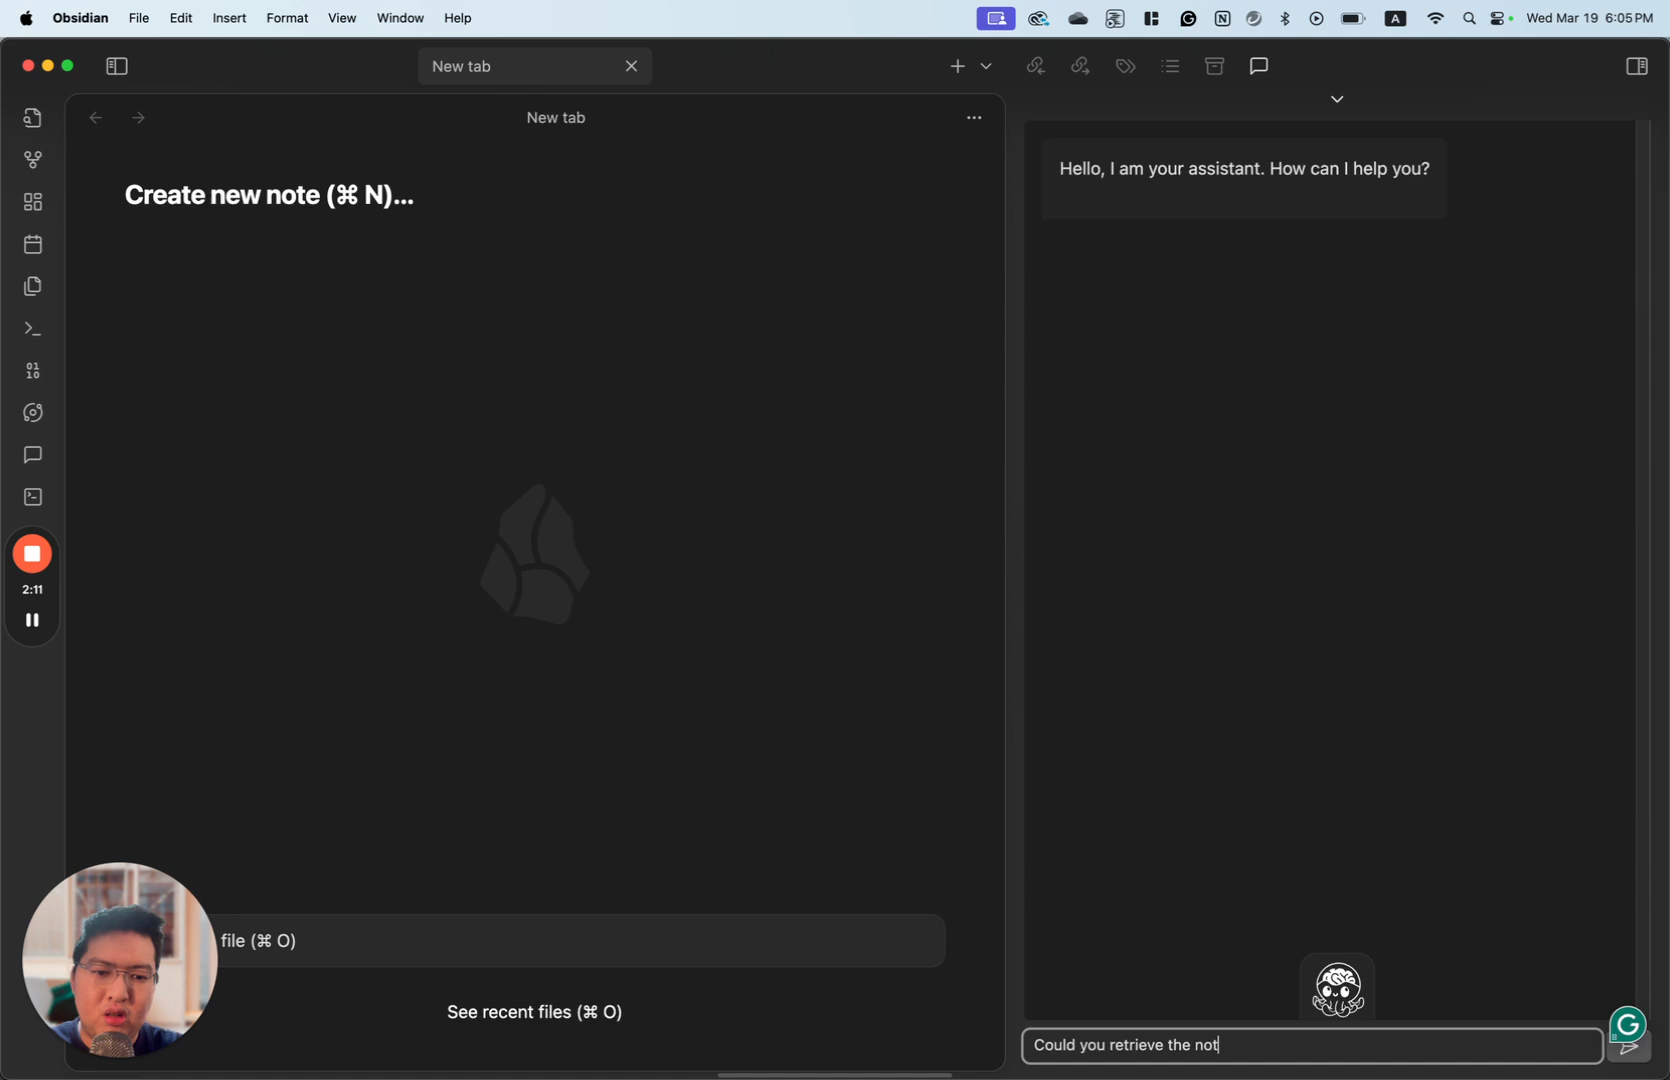 Obsidian File Edit Insert Format View Window Help
A Wed Mar 19 6:05 PM
New tab
New tab
Create new note (⌘ N)...
Hello, I am your assistant. How can I help you?
01
10
2:11
file (⌘ O)
See recent files (⌘ O)
Could you retrieve the not